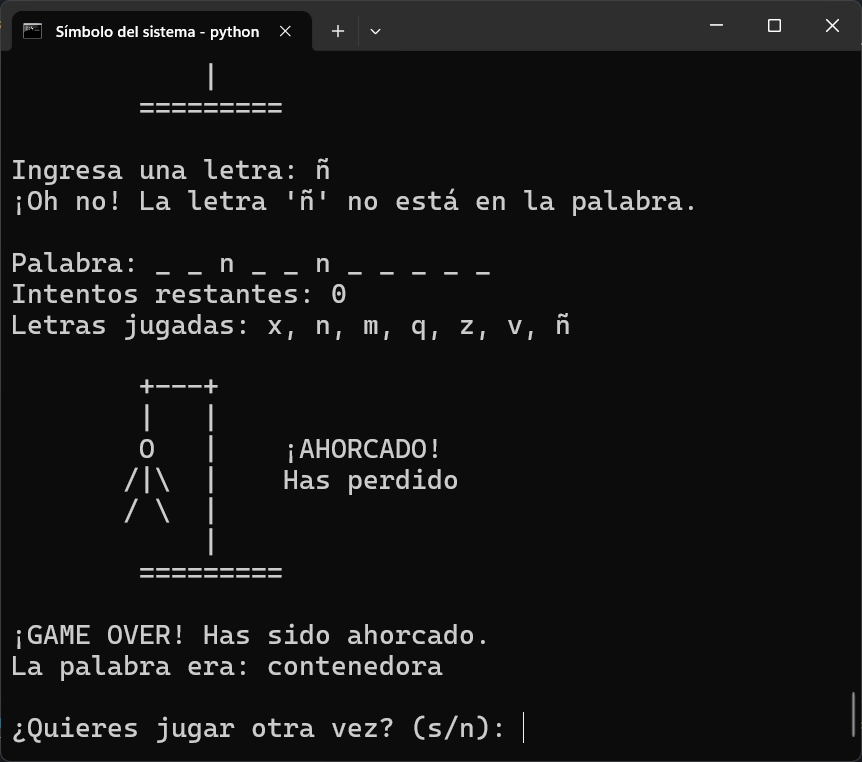 Símbolo del sistema - python
|
=========
Ingresa una letra: ñ
¡Oh no! La letra 'ñ' no está en la palabra.
Palabra: _ _ n _ _ n _ _ _ _ _
Intentos restantes: 0
Letras jugadas: x, n, m, q, z, v, ñ
+---+
|   |
O   |    ¡AHORCADO!
/|\  |    Has perdido
/ \  |
|
=========
¡GAME OVER! Has sido ahorcado.
La palabra era: contenedora
¿Quieres jugar otra vez? (s/n):